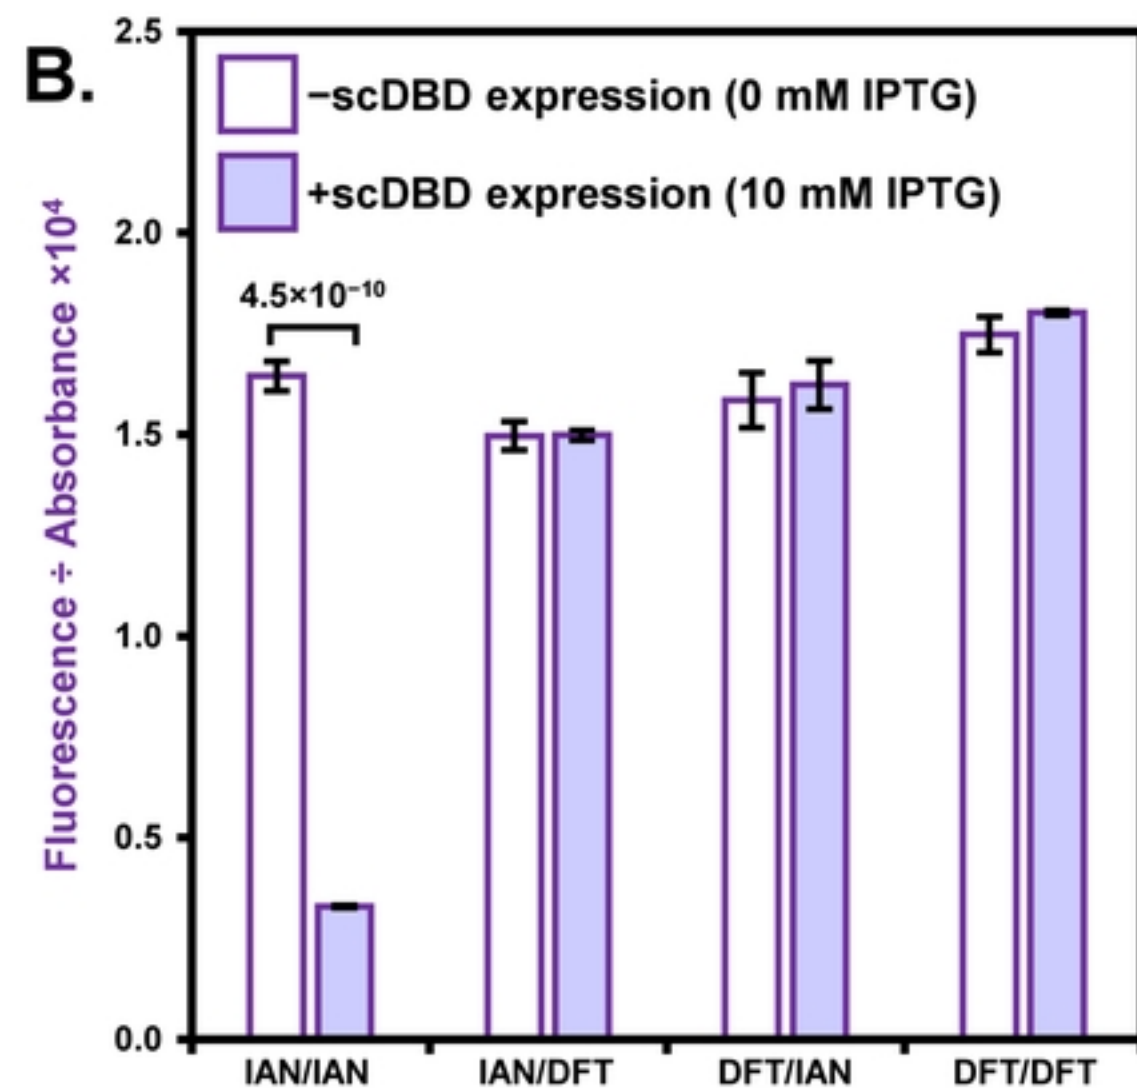 B.
−scDBD expression (0 mM IPTG)
+scDBD expression (10 mM IPTG)
Fluorescence ÷ Absorbance ×10⁴
2.5
2.0
1.5
1.0
0.5
0.0
4.5×10⁻¹⁰
IAN/IAN IAN/DFT DFT/IAN DFT/DFT